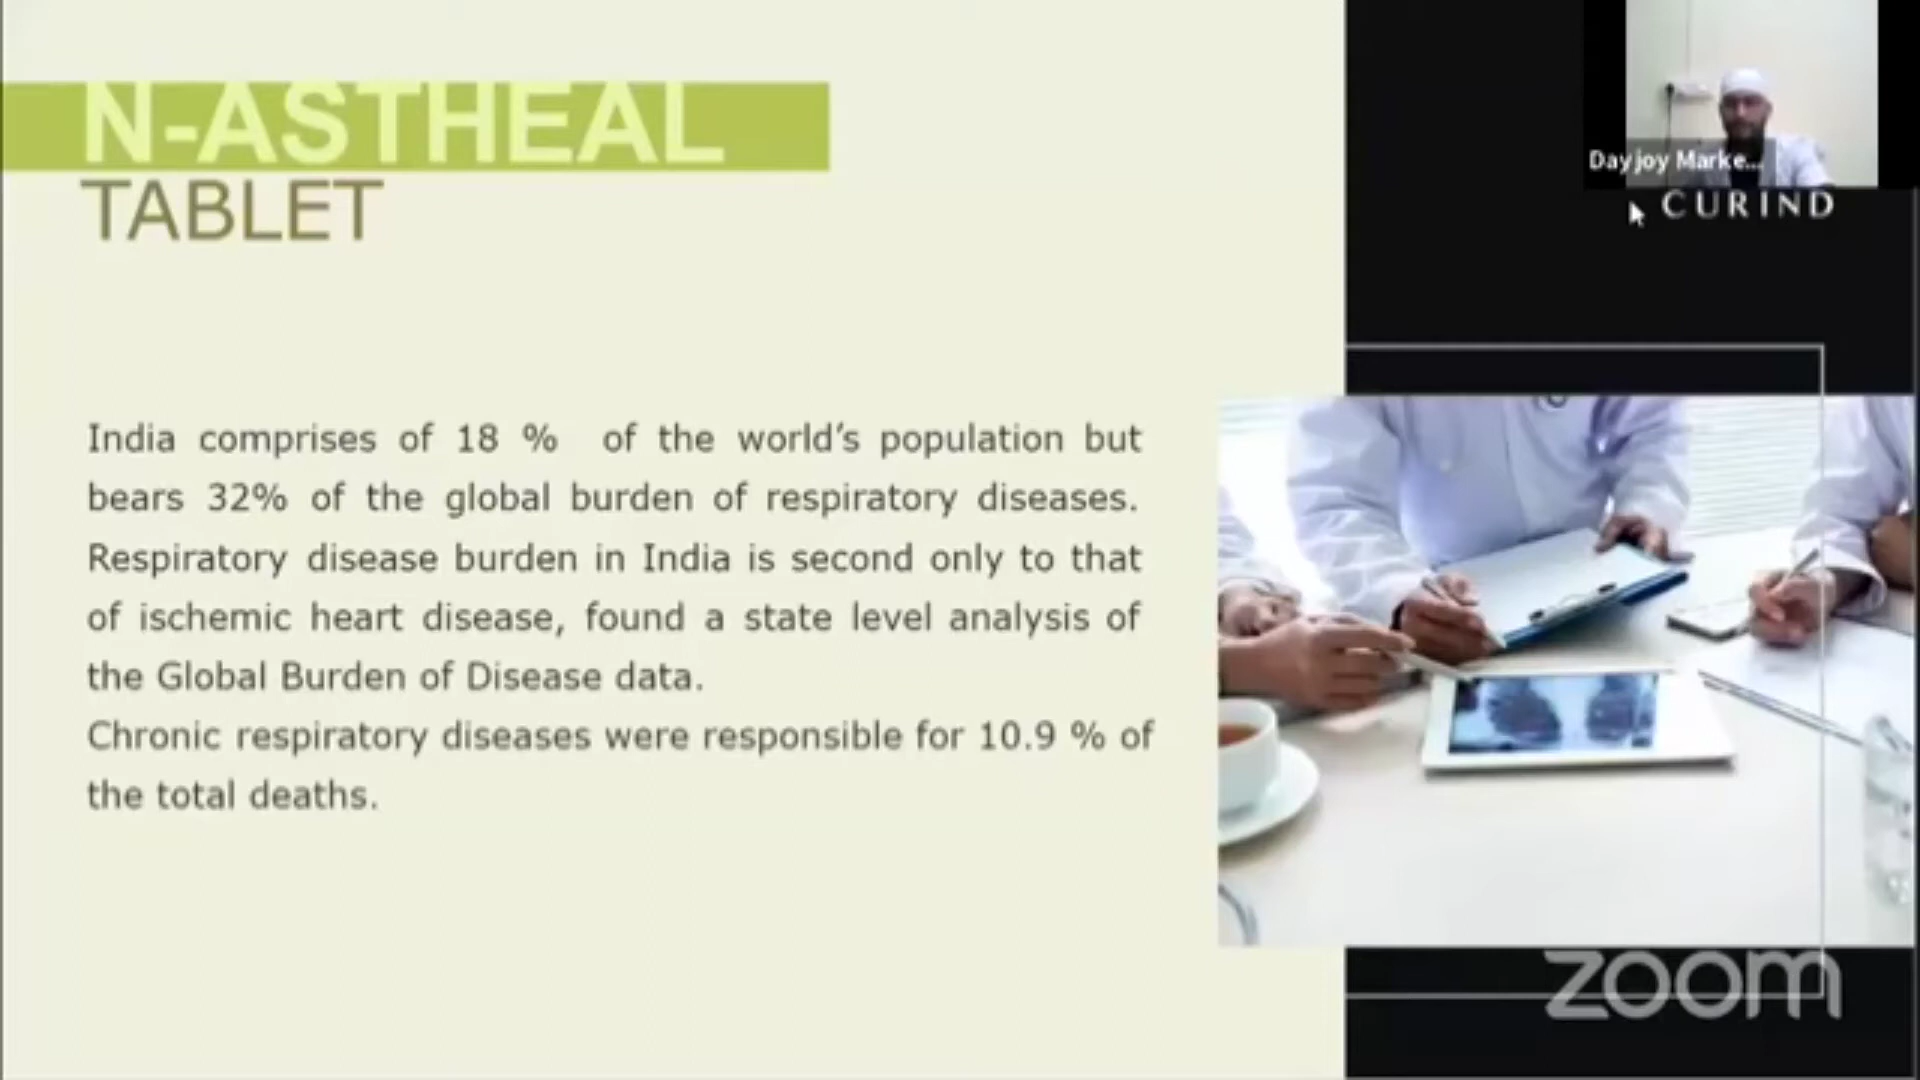 N-ASTHEAL
TABLET
Dayjoy Marke...
CURIND
India comprises of 18 % of the world's population but
bears 32% of the global burden of respiratory diseases.
Respiratory disease burden in India is second only to that
of ischemic heart disease, found a state level analysis of
the Global Burden of Disease data.
Chronic respiratory diseases were responsible for 10.9 % of
the total deaths.
zoom